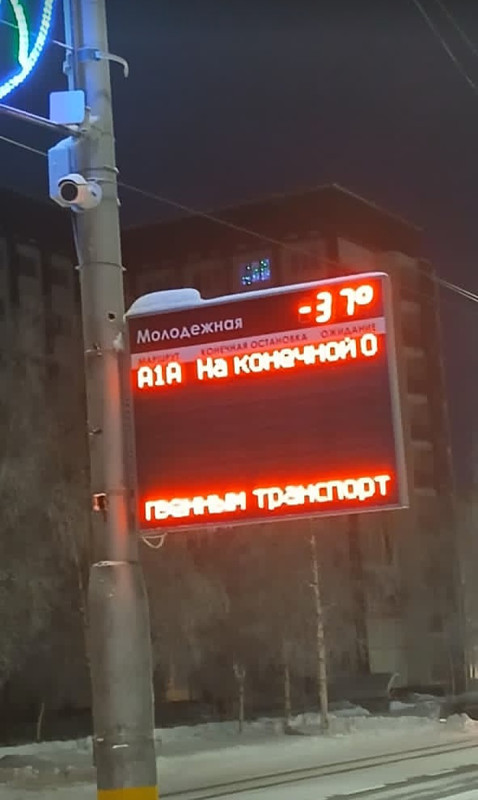 -37°
Молодежная
МАРШРУТ КОНЕЧНАЯ ОСТАНОВКА ОЖИДАНИЕ
А1А На конечной 0
твенным транспорт